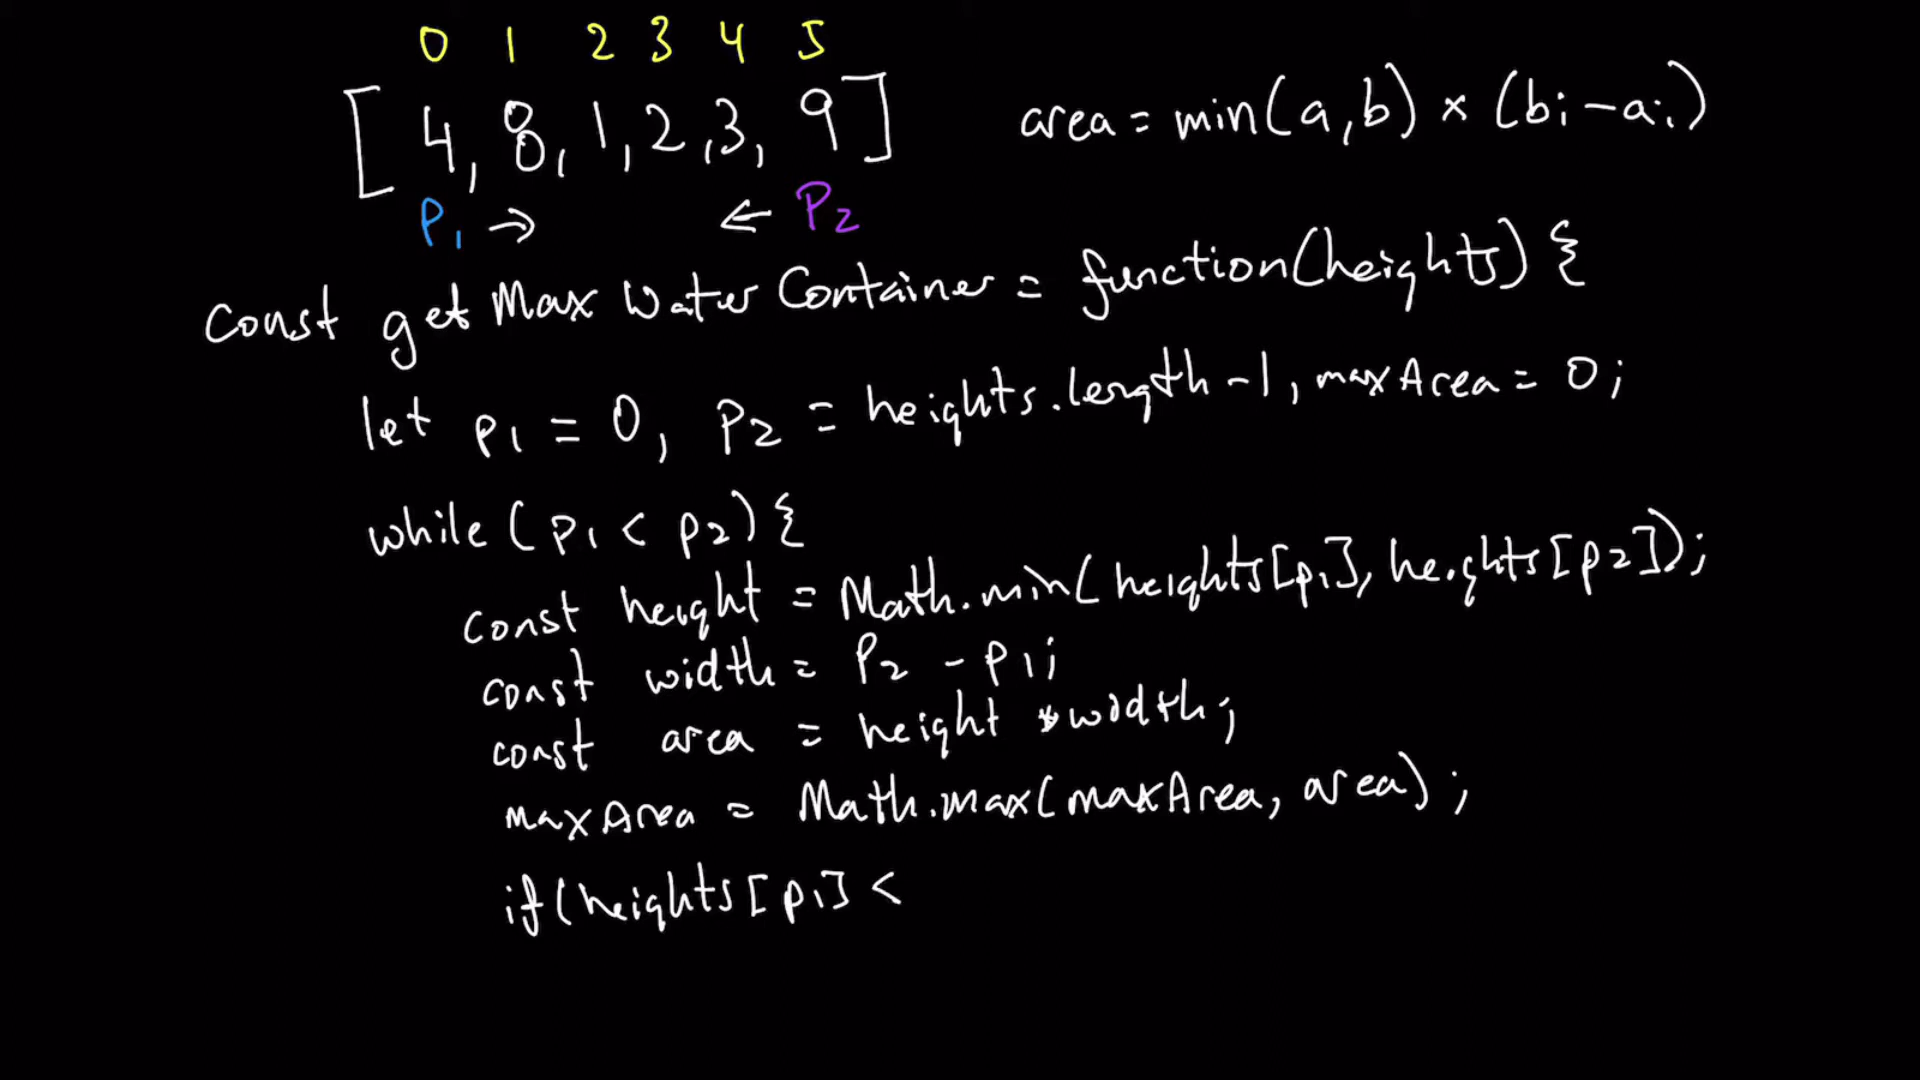 0 1 2 3 4 5
[4, 8, 1, 2, 3, 9]
area = min(a, b) × (bi - ai)
P1 → ← P2
const getMaxWaterContainer = function(heights) {
let p1 = 0, p2 = heights.length - 1, maxArea = 0;
while (p1 < p2) {
const height = Math.min(heights[p1], heights[p2]);
const width = p2 - p1;
const area = height * width;
maxArea = Math.max(maxArea, area);
if(heights[p1] <